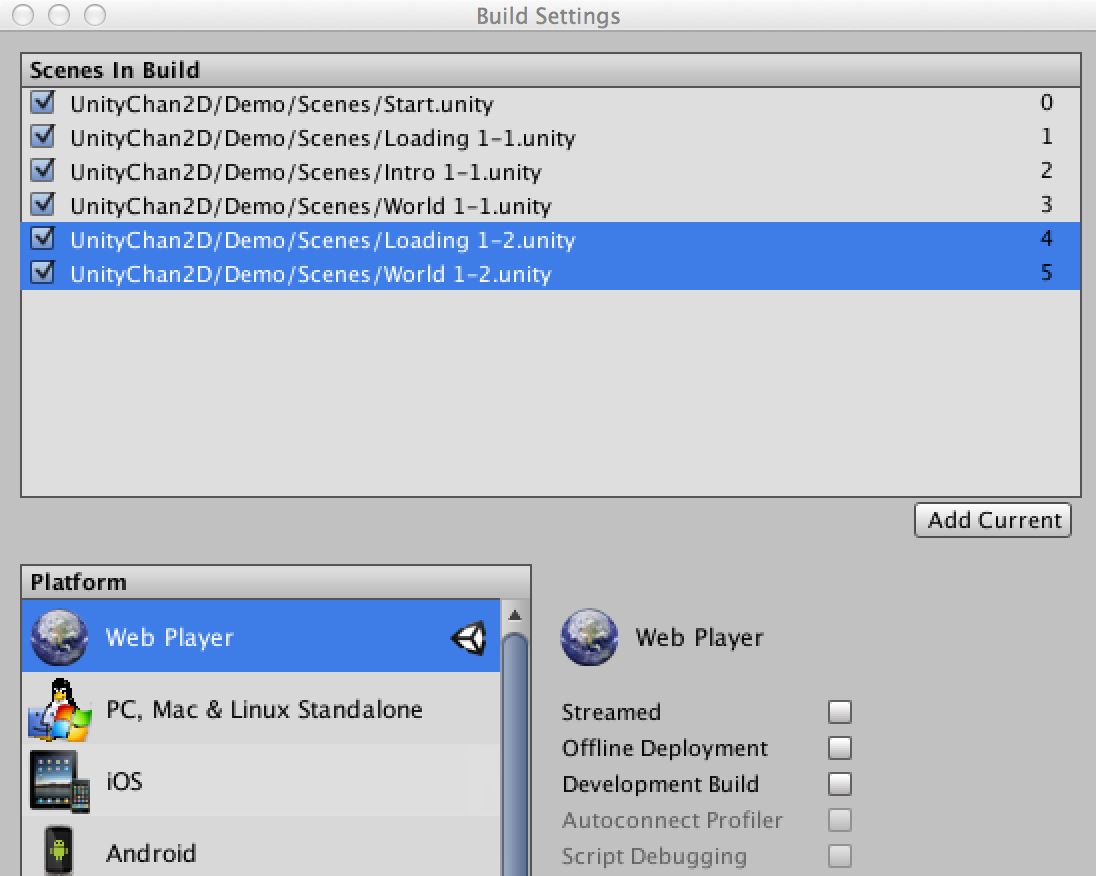 Build Settings
Scenes In Build
UnityChan2D/Demo/Scenes/Start.unity 0
UnityChan2D/Demo/Scenes/Loading 1-1.unity 1
UnityChan2D/Demo/Scenes/Intro 1-1.unity 2
UnityChan2D/Demo/Scenes/World 1-1.unity 3
UnityChan2D/Demo/Scenes/Loading 1-2.unity 4
UnityChan2D/Demo/Scenes/World 1-2.unity 5
Add Current
Platform
Web Player
PC, Mac & Linux Standalone
iOS
Android
Web Player
Streamed
Offline Deployment
Development Build
Autoconnect Profiler
Script Debugging